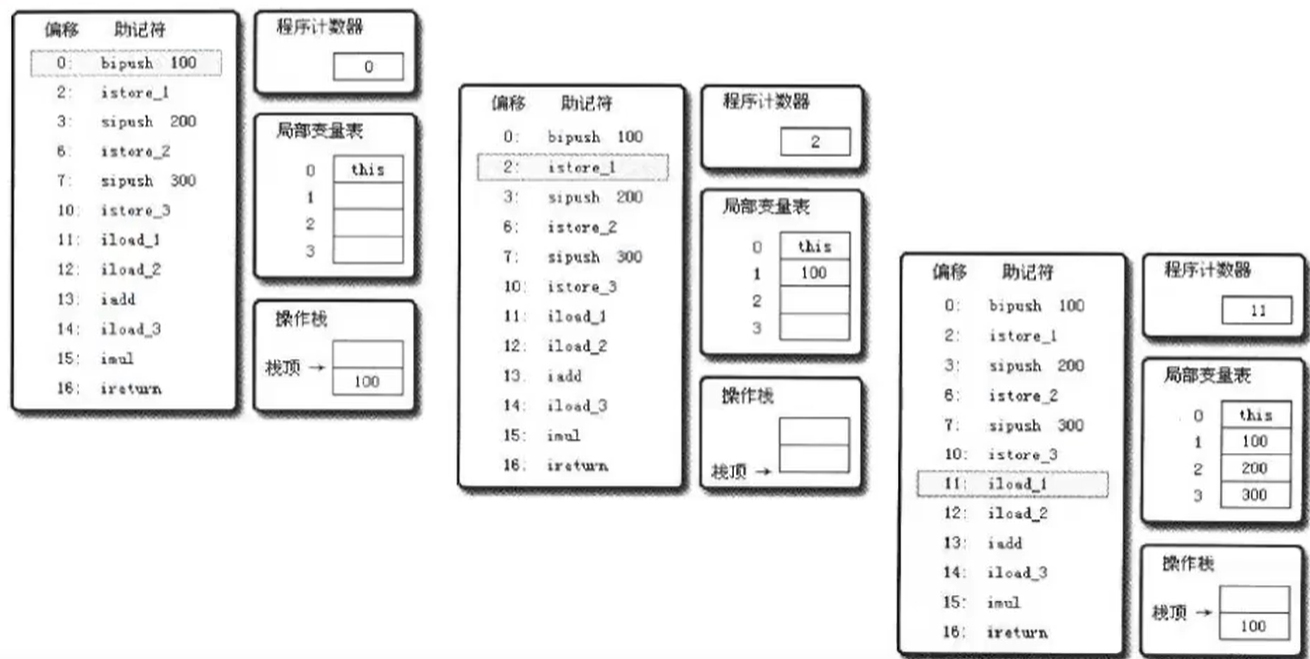 偏移 助记符
0: bipush 100
2: istore_1
3: sipush 200
6: istore_2
7: sipush 300
10: istore_3
11: iload_1
12: iload_2
13: iadd
14: iload_3
15: imul
16: ireturn
程序计数器
0
局部变量表
0 this
1
2
3
操作栈
栈顶 →
100
偏移 助记符
0: bipush 100
2: istore_1
3: sipush 200
6: istore_2
7: sipush 300
10: istore_3
11: iload_1
12: iload_2
13. iadd
14: iload_3
15: imul
16: ireturn
程序计数器
2
局部变量表
0 this
1 100
2
3
操作栈
栈顶 →
偏移 助记符
0: bipush 100
2: istore_1
3: sipush 200
6: istore_2
7: sipush 300
10: istore_3
11: iload_1
12: iload_2
13: iadd
14: iload_3
15: imul
16: ireturn
程序计数器
11
局部变量表
0 this
1 100
2 200
3 300
操作栈
栈顶 →
100